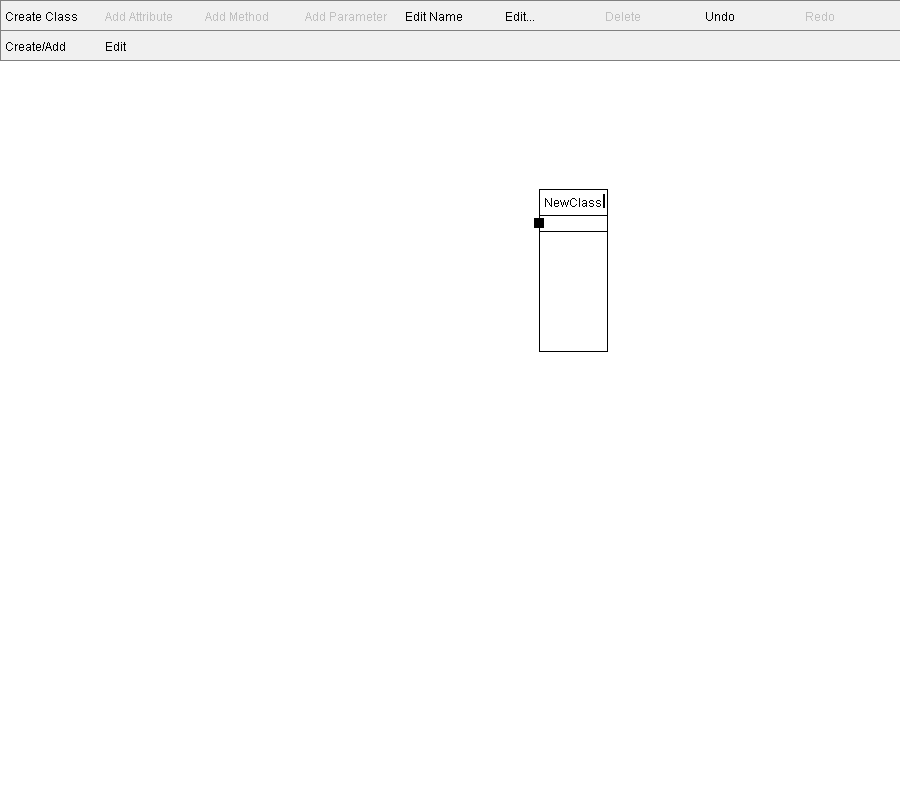 Create Class Add Attribute Add Method Add Parameter Edit Name Edit... Delete Undo Redo
Create/Add Edit
NewClass